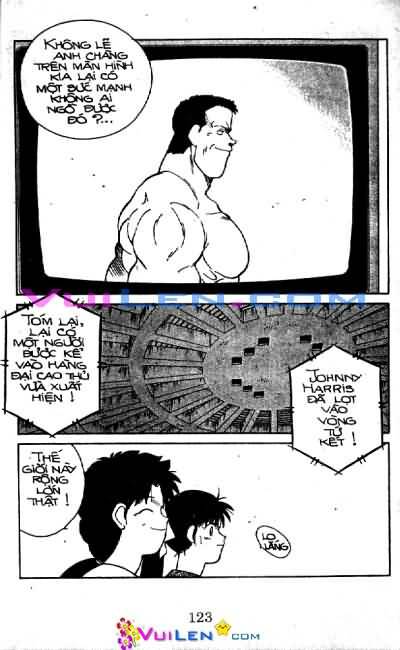 KHÔNG LẼ
ANH CHÀNG
TRÊN MÀN HÌNH
KIA LẠI CÓ
MỘT SỨC MẠNH
KHÔNG AI
NGỜ ĐƯỢC
ĐÓ ?...
VUILEN.COM
TÓM LẠI,
LẠI CÓ
MỘT NGƯỜI
ĐƯỢC KỂ
VÀO HÀNG
ĐẠI CAO THỦ
VỪA XUẤT
HIỆN !
JOHNNY
HARRIS
ĐÃ LỌT
VÀO
VÒNG
TỨ
KẾT !
THẾ
GIỚI NÀY
RỘNG
LỚN
THẬT !
LO
LẮNG
123
VUILEN.COM